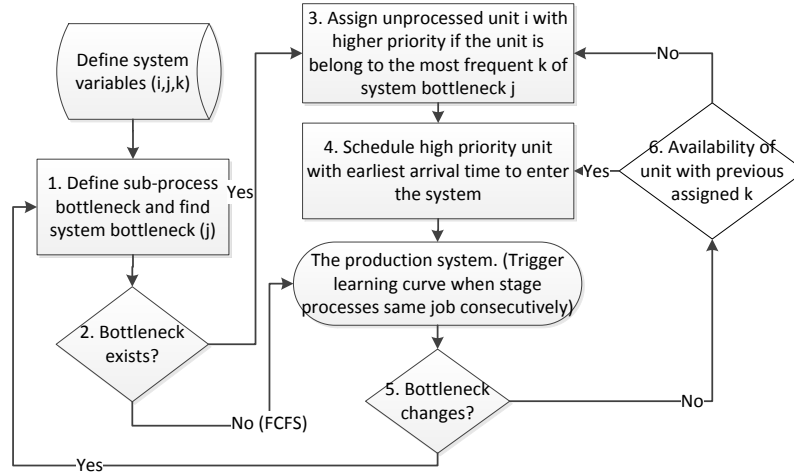 Define system
variables (i,j,k)
1. Define sub-process
bottleneck and find
system bottleneck (j)
Yes
2. Bottleneck
exists?
No (FCFS)
3. Assign unprocessed unit i with
higher priority if the unit is
belong to the most frequent k of
system bottleneck j
4. Schedule high priority unit
with earliest arrival time to enter
the system
The production system. (Trigger
learning curve when stage
processes same job consecutively)
5. Bottleneck
changes?
Yes
No
6. Availability of
unit with previous
assigned k
Yes
No